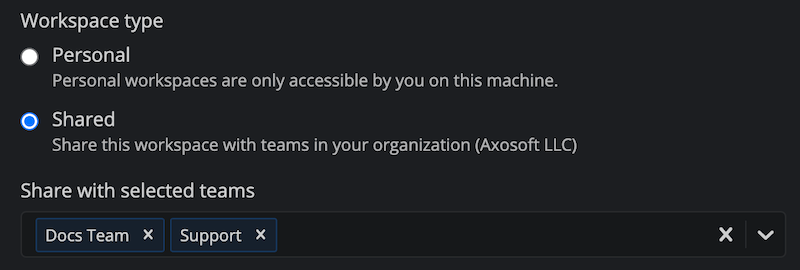 Workspace type
Personal
Personal workspaces are only accessible by you on this machine.
Shared
Share this workspace with teams in your organization (Axosoft LLC)
Share with selected teams
Docs Team × Support ×